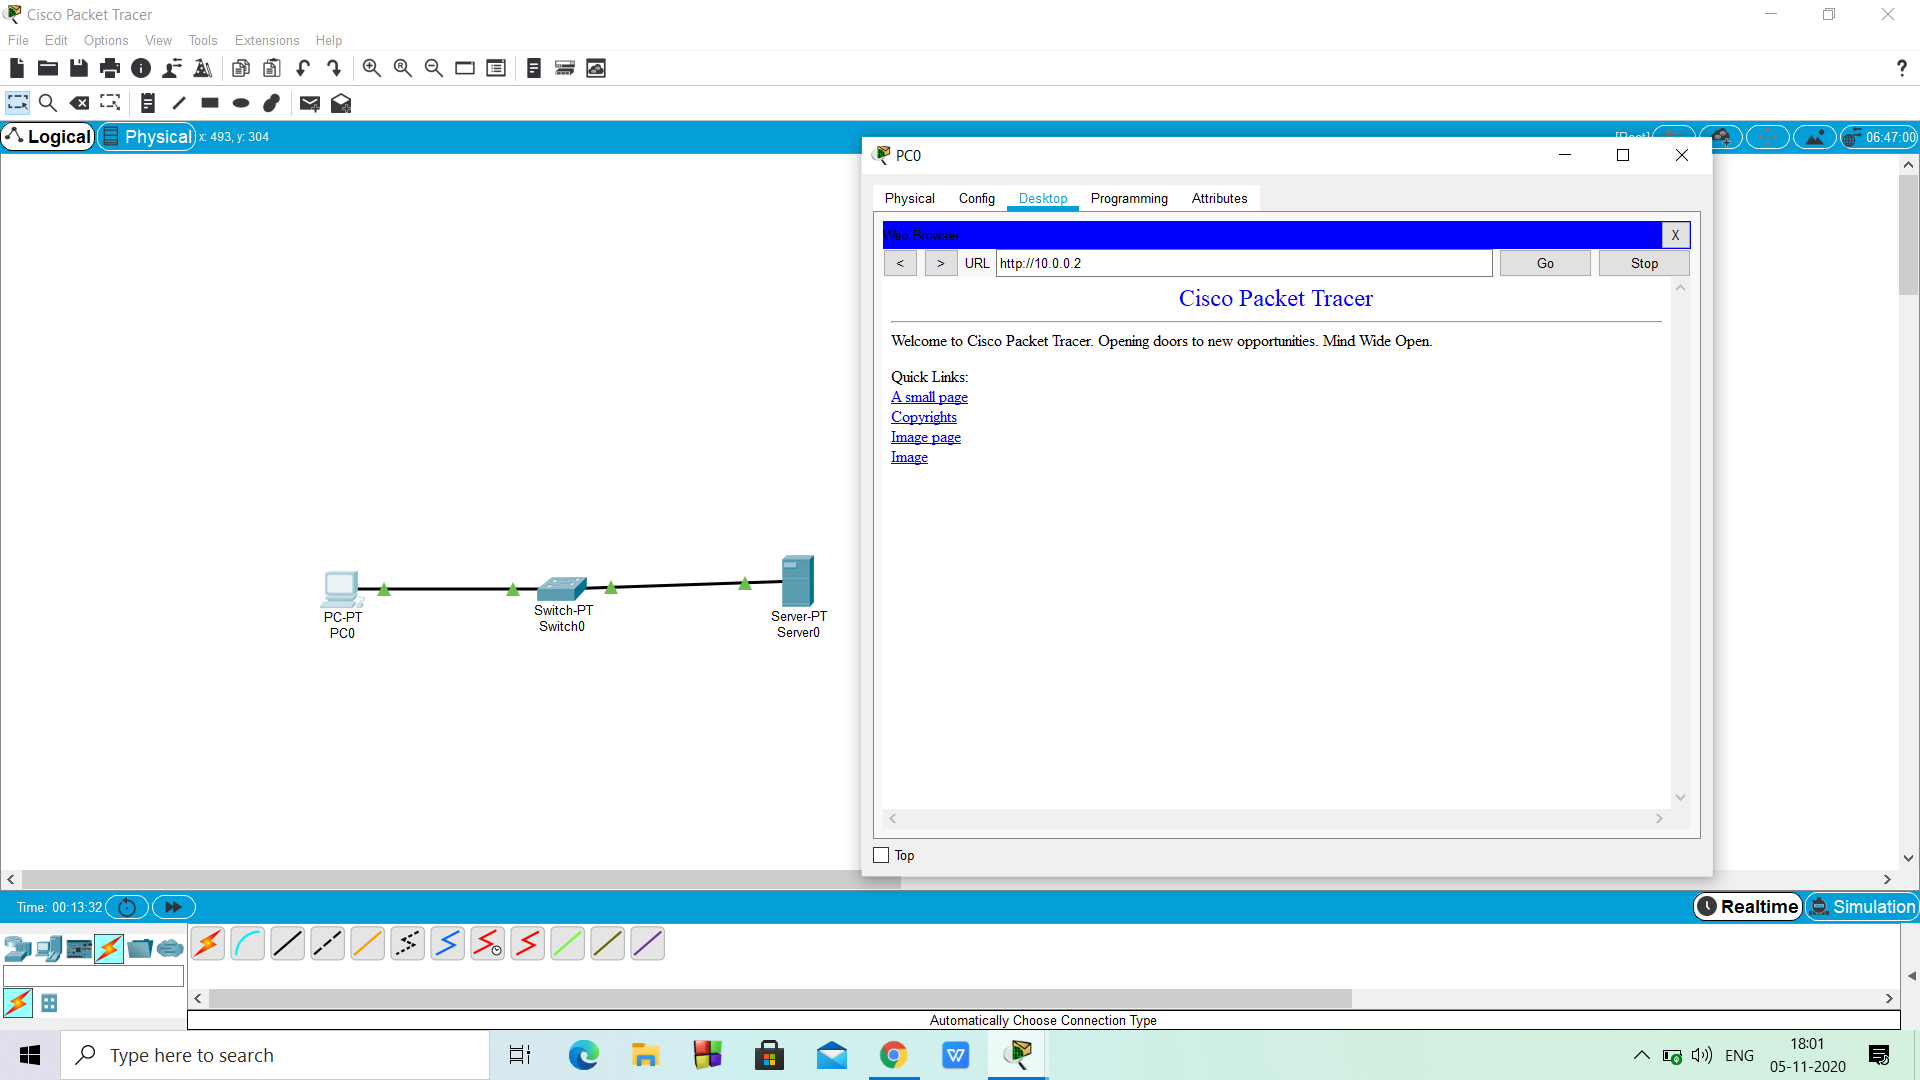 Cisco Packet Tracer
File Edit Options View Tools Extensions Help
?
Logical Physical x: 493, y: 304
[Root] 06:47:00
PC0
Physical Config Desktop Programming Attributes
Web Browser X
< > URL http://10.0.0.2 Go Stop
Cisco Packet Tracer
Welcome to Cisco Packet Tracer. Opening doors to new opportunities. Mind Wide Open.
Quick Links:
A small page
Copyrights
Image page
Image
PC-PT
PC0
Switch-PT
Switch0
Server-PT
Server0
Top
Time: 00:13:32
Realtime Simulation
Automatically Choose Connection Type
Type here to search
ENG
18:01
05-11-2020